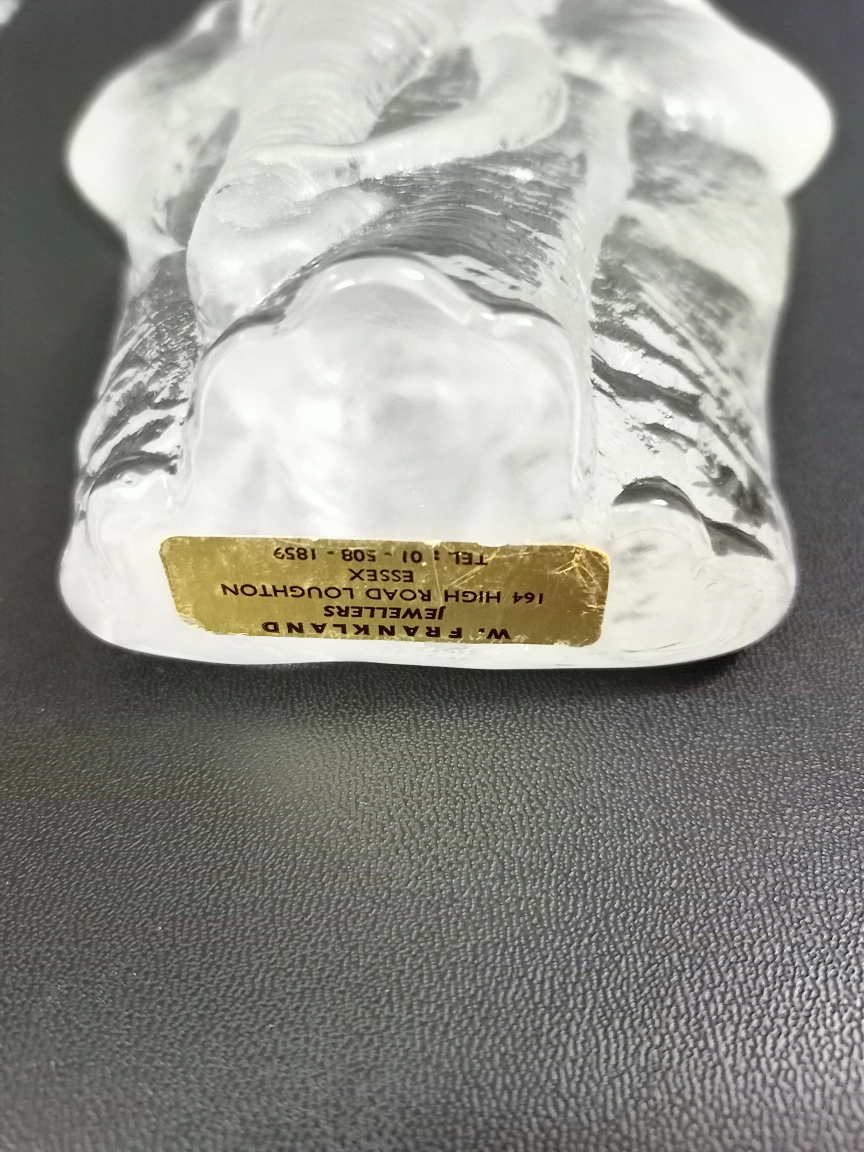 W. FRANKLAND
JEWELLERS
164 HIGH ROAD LOUGHTON
ESSEX
TEL : 01 - 508 - 1859